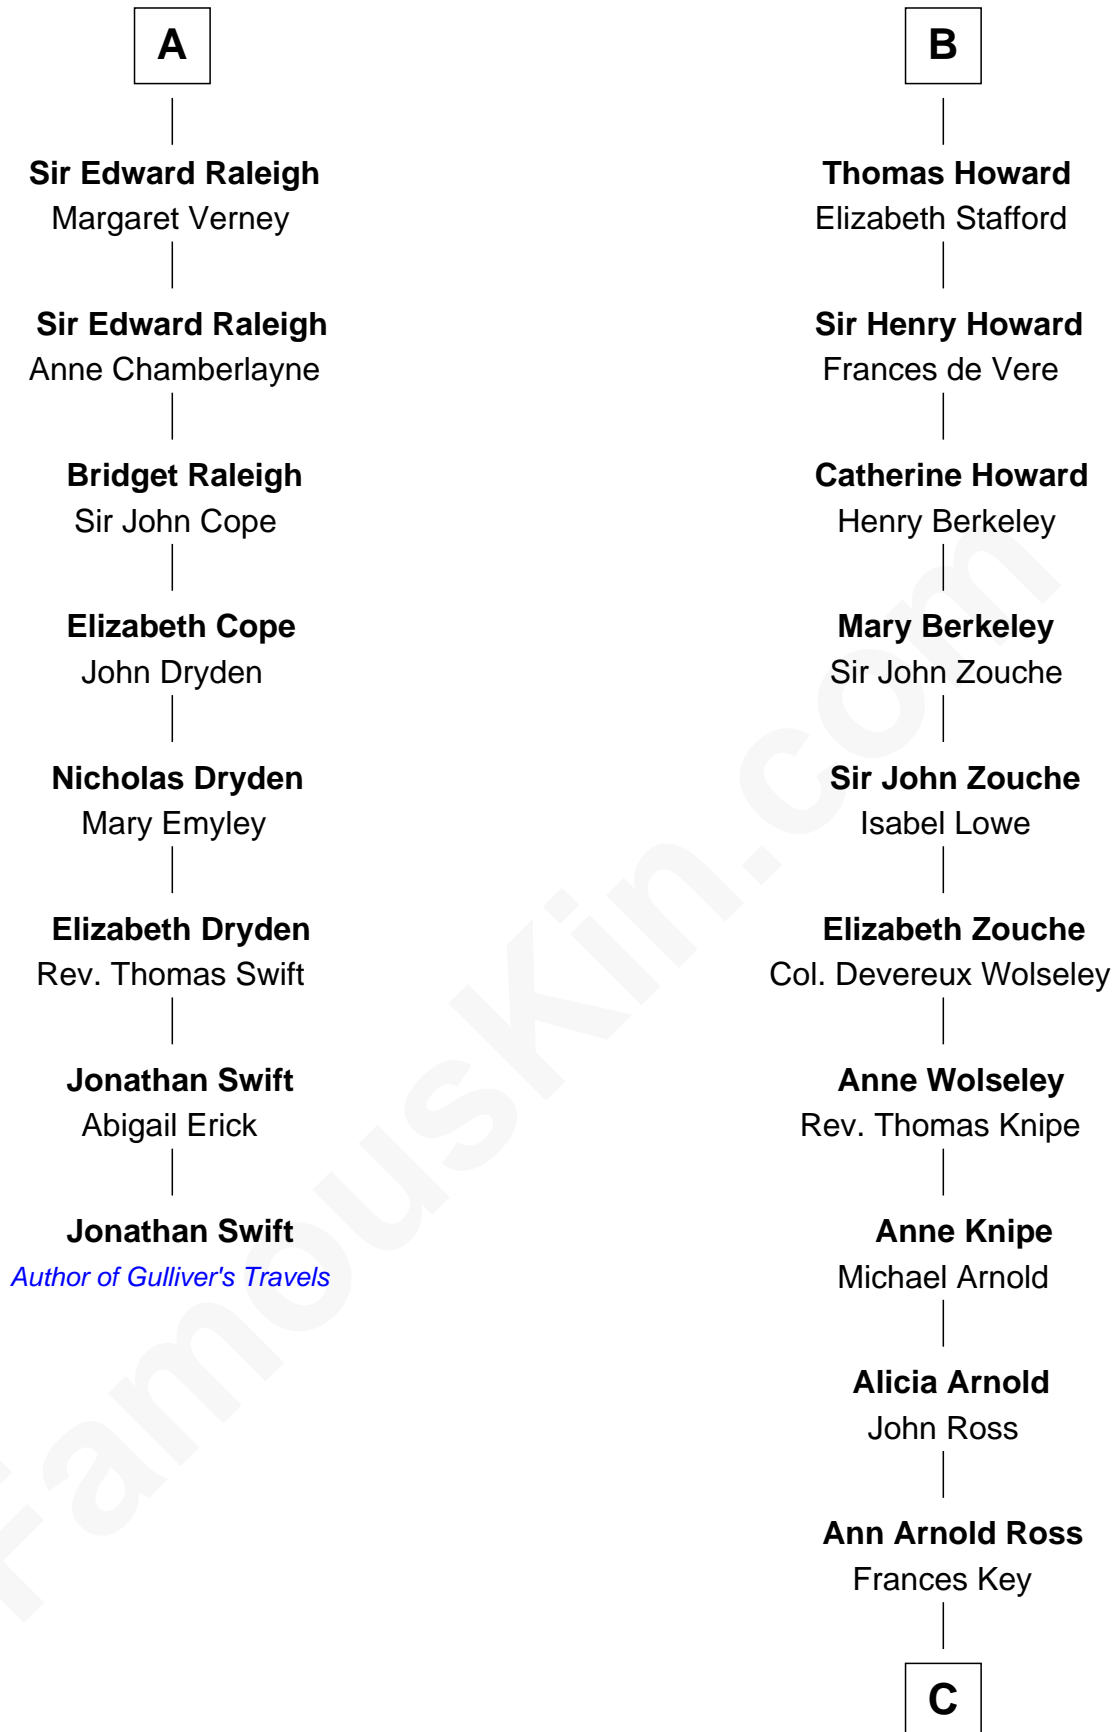 A
Sir Edward Raleigh
Margaret Verney
Sir Edward Raleigh
Anne Chamberlayne
Bridget Raleigh
Sir John Cope
Elizabeth Cope
John Dryden
Nicholas Dryden
Mary Emyley
Elizabeth Dryden
Rev. Thomas Swift
Jonathan Swift
Abigail Erick
Jonathan Swift
Author of Gulliver's Travels
B
Thomas Howard
Elizabeth Stafford
Sir Henry Howard
Frances de Vere
Catherine Howard
Henry Berkeley
Mary Berkeley
Sir John Zouche
Sir John Zouche
Isabel Lowe
Elizabeth Zouche
Col. Devereux Wolseley
Anne Wolseley
Rev. Thomas Knipe
Anne Knipe
Michael Arnold
Alicia Arnold
John Ross
Ann Arnold Ross
Frances Key
C
FamousKin.com